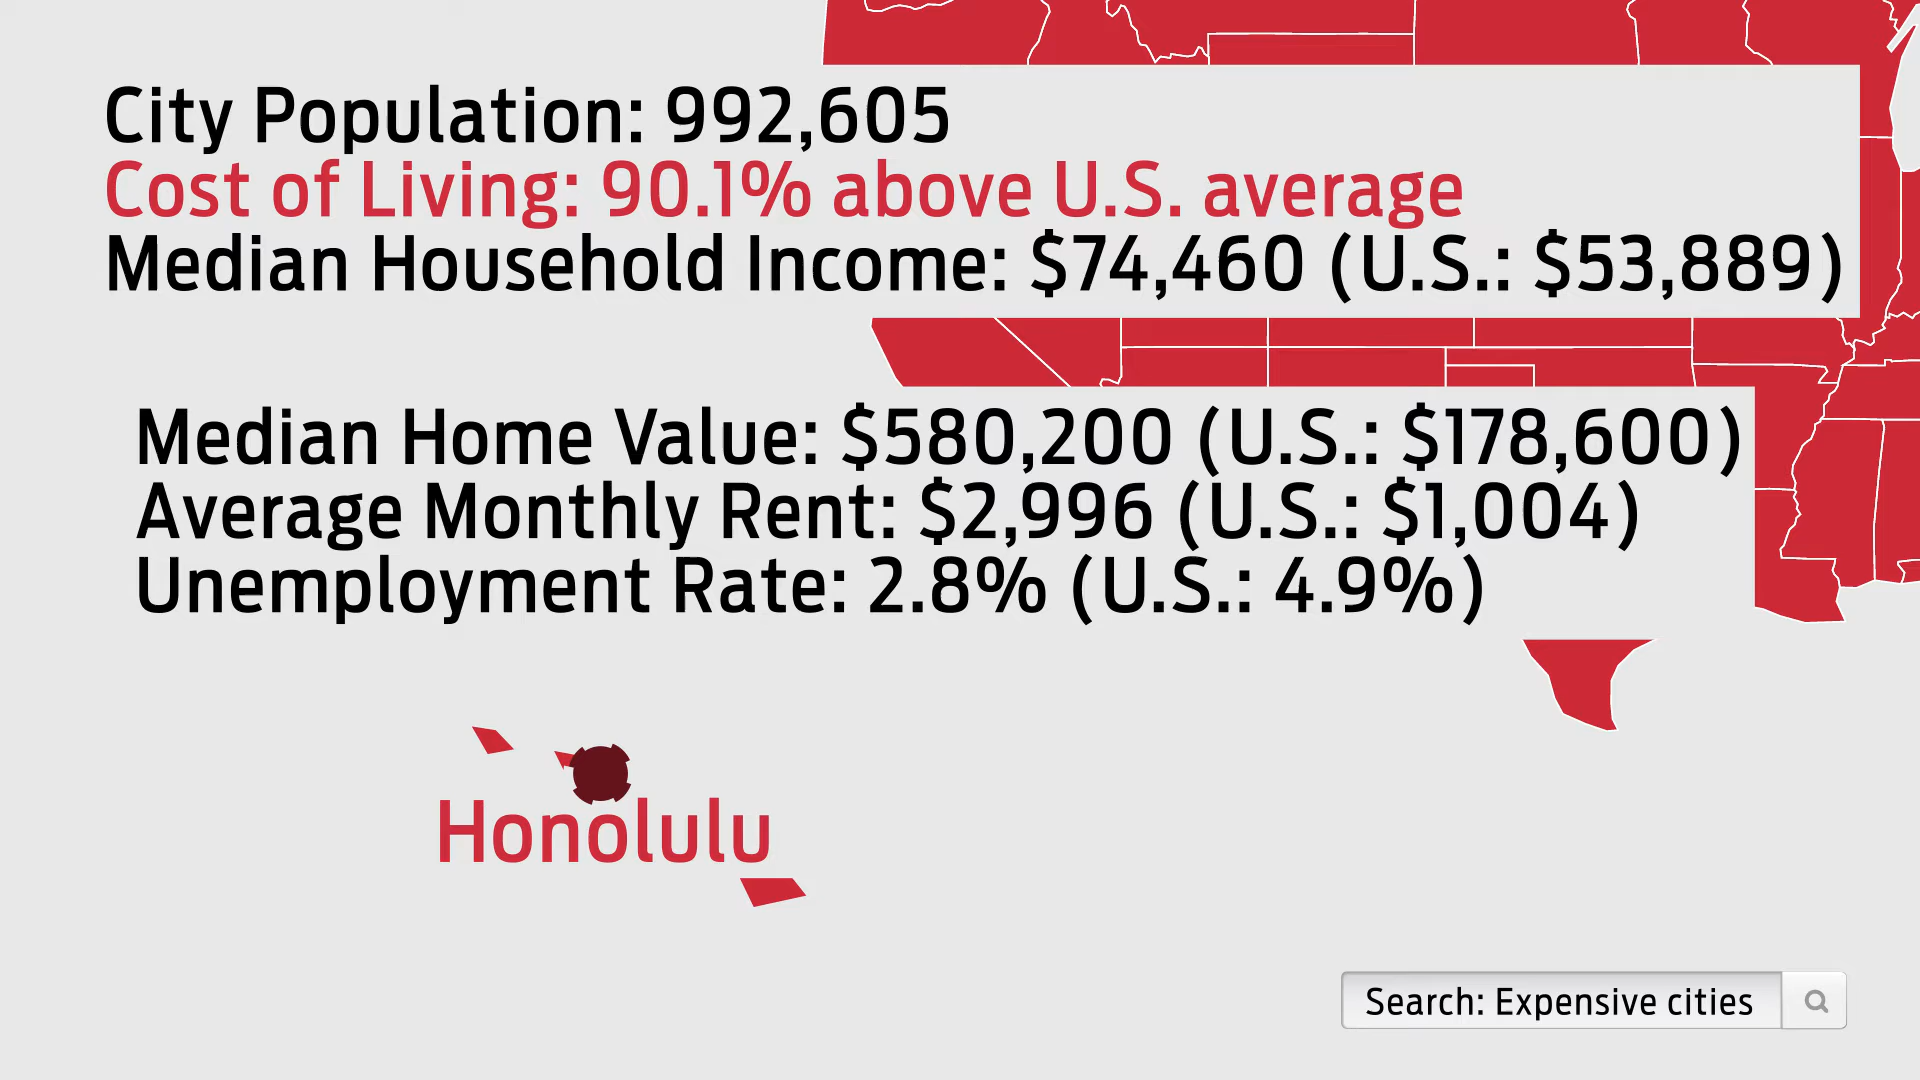 City Population: 992,605
Cost of Living: 90.1% above U.S. average
Median Household Income: $74,460 (U.S.: $53,889)
Median Home Value: $580,200 (U.S.: $178,600)
Average Monthly Rent: $2,996 (U.S.: $1,004)
Unemployment Rate: 2.8% (U.S.: 4.9%)
Honolulu
Search: Expensive cities